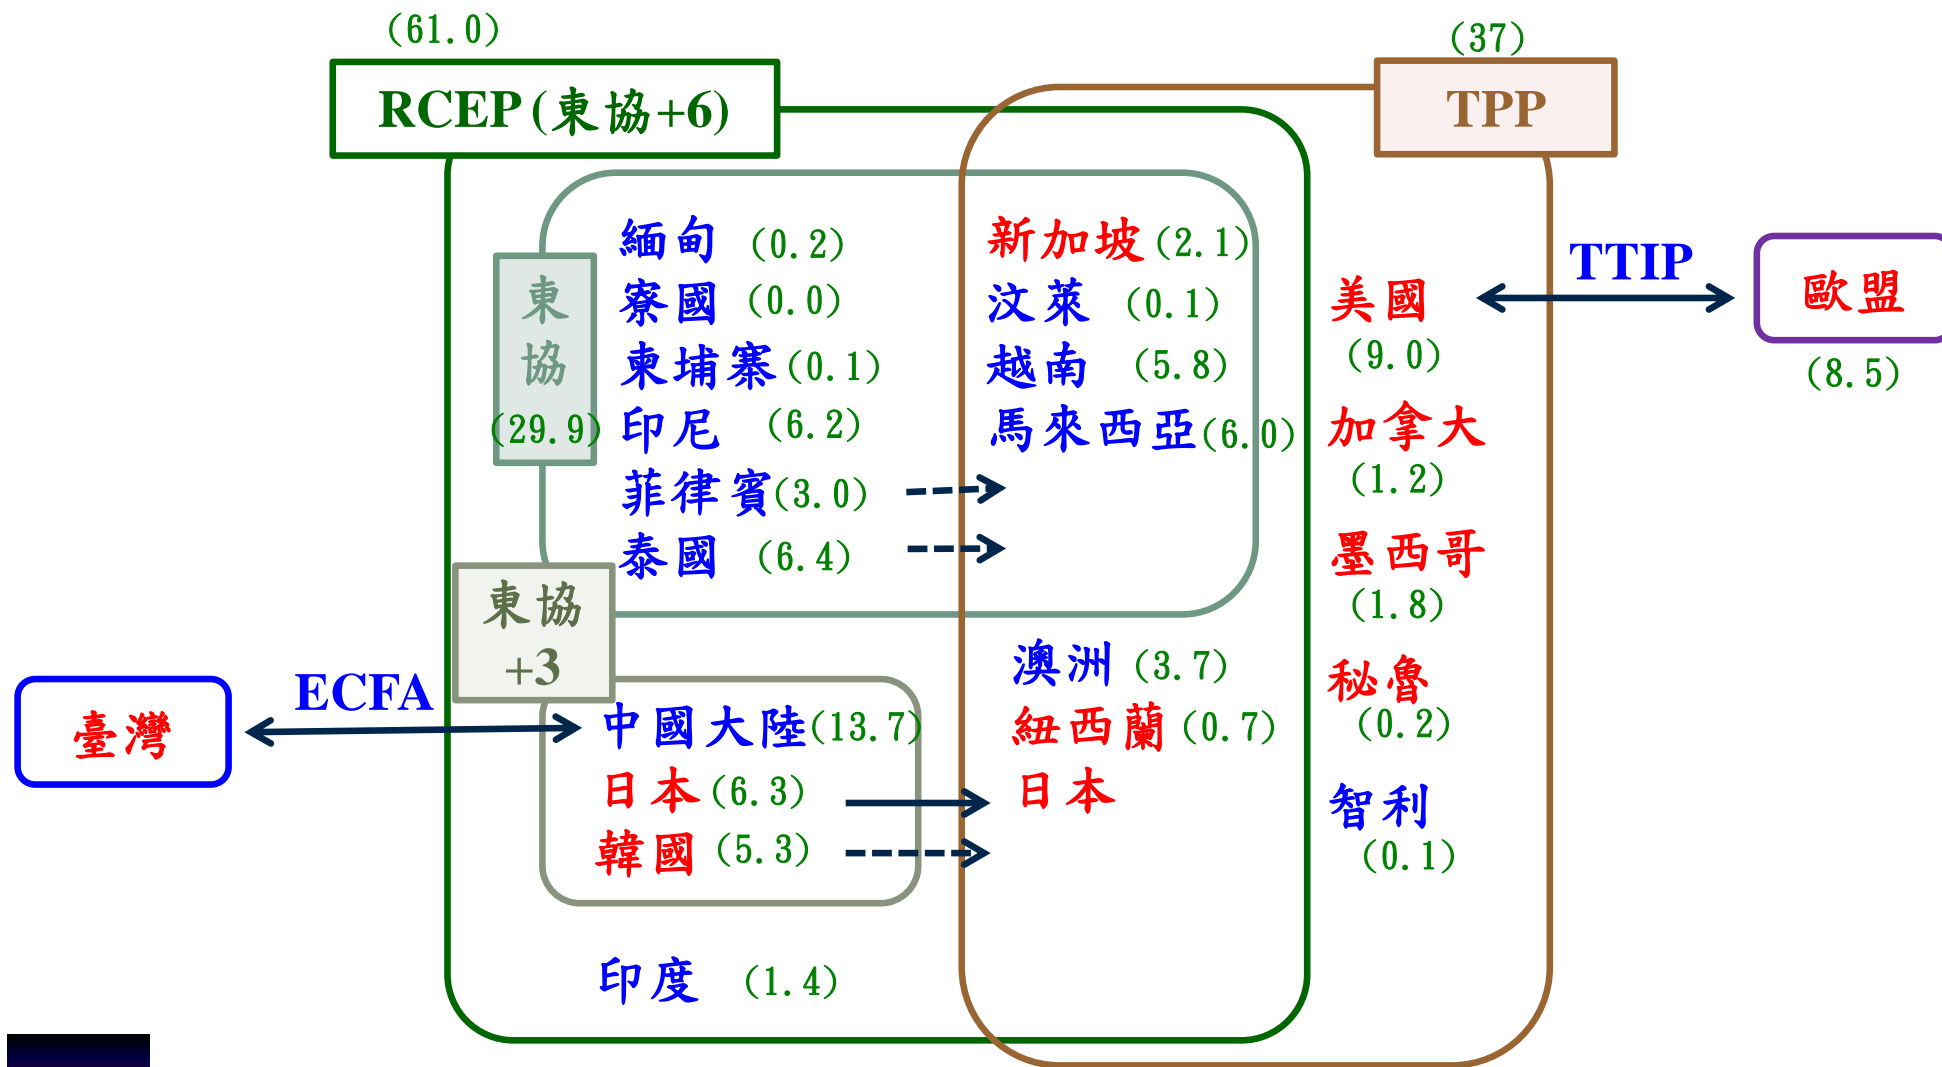 (61.0)
(37)
RCEP(東協+6)
TPP
緬甸 (0.2)
寮國 (0.0)
柬埔寨(0.1)
印尼 (6.2)
菲律賓(3.0)
泰國 (6.4)
東
協
(29.9)
新加坡(2.1)
汶萊 (0.1)
越南 (5.8)
馬來西亞(6.0)
美國
(9.0)
加拿大
(1.2)
墨西哥
(1.8)
秘魯
(0.2)
智利
(0.1)
TTIP
歐盟
(8.5)
東協
+3
澳洲 (3.7)
紐西蘭(0.7)
日本
臺灣
ECFA
中國大陸(13.7)
日本(6.3)
韓國(5.3)
印度 (1.4)